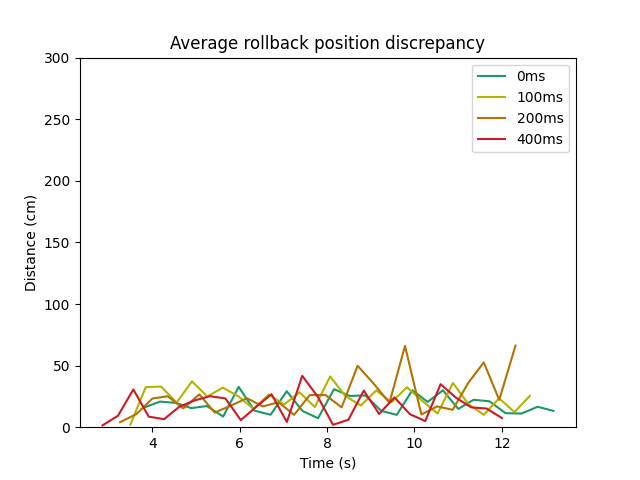 Average rollback position discrepancy
300
250
200
150
100
50
0
Distance (cm)
0ms
100ms
200ms
400ms
4
6
8
10
12
Time (s)